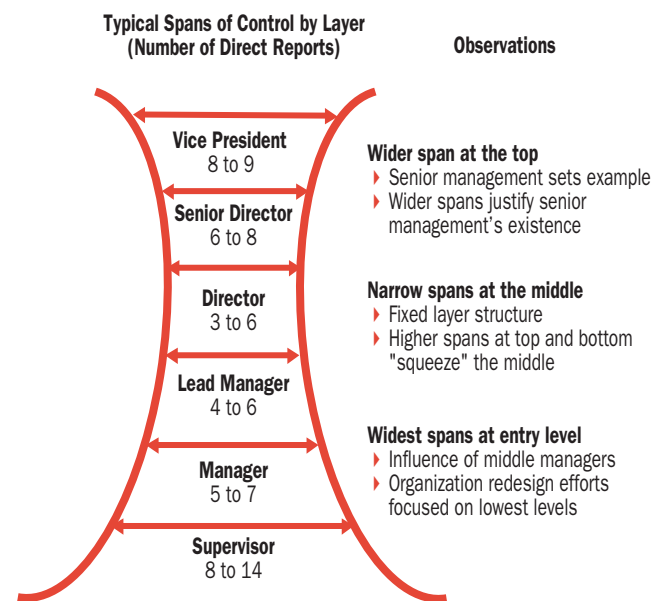 Typical Spans of Control by Layer
(Number of Direct Reports)
Observations
Vice President
8 to 9
Senior Director
6 to 8
Director
3 to 6
Lead Manager
4 to 6
Manager
5 to 7
Supervisor
8 to 14
Wider span at the top
Senior management sets example
Wider spans justify senior
management’s existence
Narrow spans at the middle
Fixed layer structure
Higher spans at top and bottom
"squeeze" the middle
Widest spans at entry level
Influence of middle managers
Organization redesign efforts
focused on lowest levels